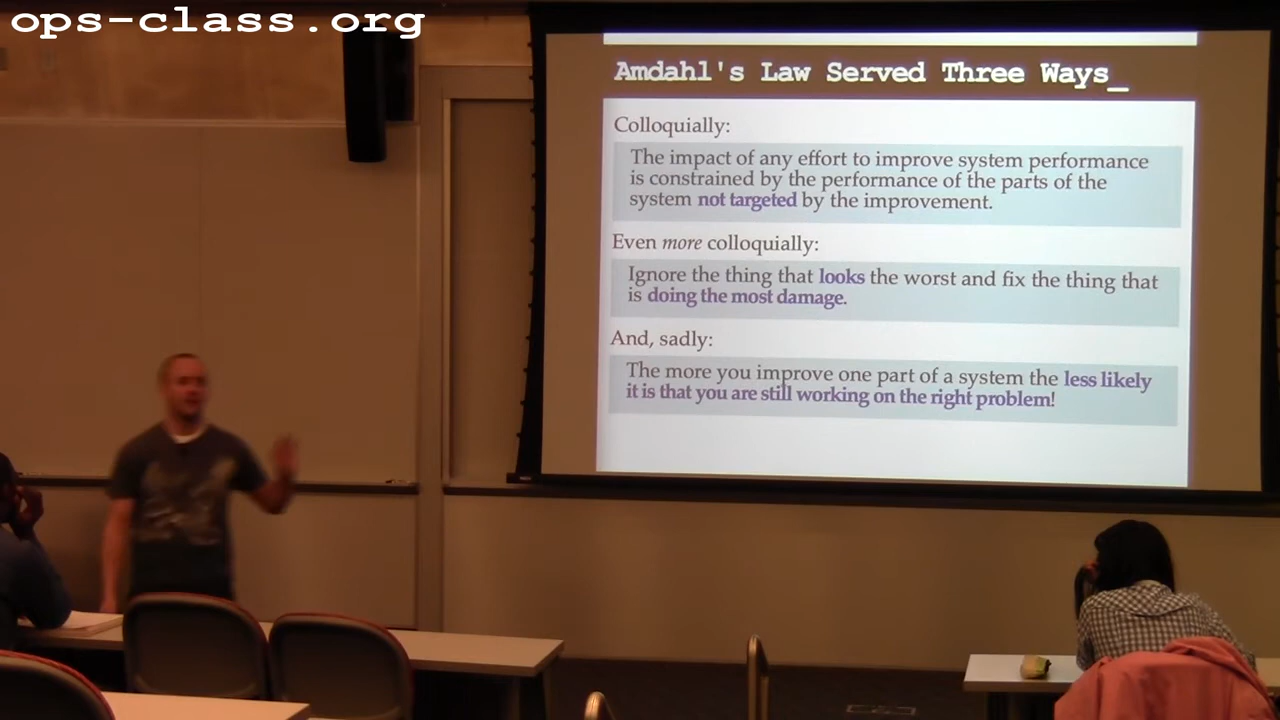 ops-class.org
Amdahl's Law Served Three Ways_
Colloquially:
The impact of any effort to improve system performance
is constrained by the performance of the parts of the
system not targeted by the improvement.
Even more colloquially:
Ignore the thing that looks the worst and fix the thing that
is doing the most damage.
And, sadly:
The more you improve one part of a system the less likely
it is that you are still working on the right problem!